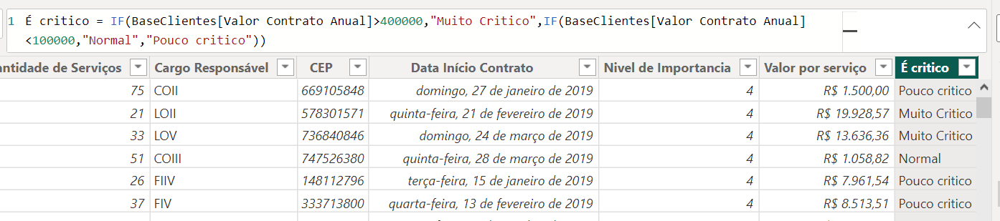 1 É critico = IF(BaseClientes[Valor Contrato Anual]>400000,"Muito Critico",IF(BaseClientes[Valor Contrato Anual]
<100000,"Normal","Pouco critico"))
antidade de Serviços Cargo Responsável CEP Data Início Contrato Nivel de Importancia Valor por serviço É critico
75 COII 669105848 domingo, 27 de janeiro de 2019 4 R$ 1.500,00 Pouco critico
21 LOII 578301571 quinta-feira, 21 de fevereiro de 2019 4 R$ 19.928,57 Muito Critico
33 LOV 736840846 domingo, 24 de março de 2019 4 R$ 13.636,36 Muito Critico
51 COIII 747526380 quinta-feira, 28 de março de 2019 4 R$ 1.058,82 Normal
26 FIIV 148112796 terça-feira, 15 de janeiro de 2019 4 R$ 7.961,54 Pouco critico
37 FIV 333713800 quarta-feira, 13 de fevereiro de 2019 4 R$ 8.513,51 Pouco critico